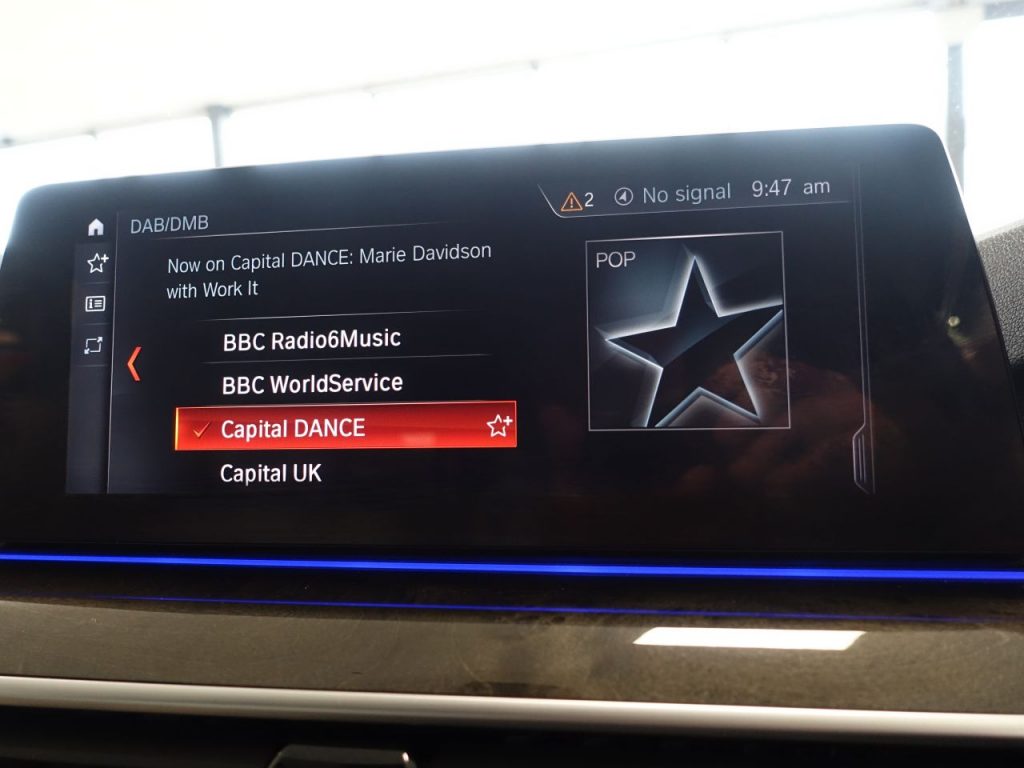 DAB/DMB
2 No signal 9:47 am
Now on Capital DANCE: Marie Davidson
with Work It
POP
BBC Radio6Music
BBC WorldService
Capital DANCE
Capital UK